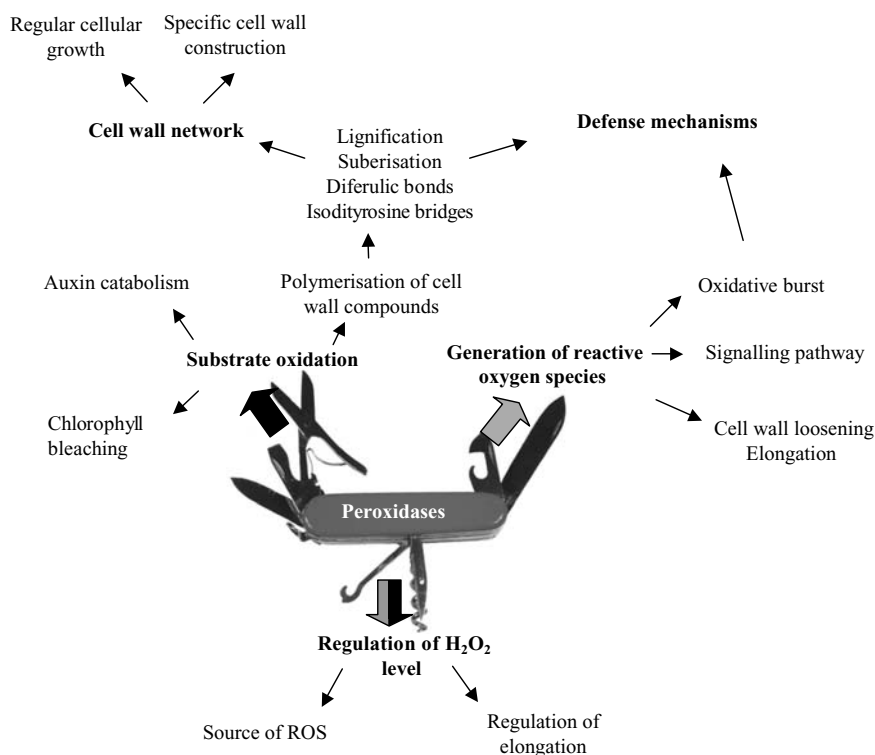 Regular cellular
growth
Specific cell wall
construction
Cell wall network
Lignification
Suberisation
Diferulic bonds
Isodityrosine bridges
Defense mechanisms
Auxin catabolism
Polymerisation of cell
wall compounds
Oxidative burst
Substrate oxidation
Generation of reactive
oxygen species
Signalling pathway
Chlorophyll
bleaching
Cell wall loosening
Elongation
Peroxidases
Regulation of H₂O₂
level
Source of ROS
Regulation of
elongation